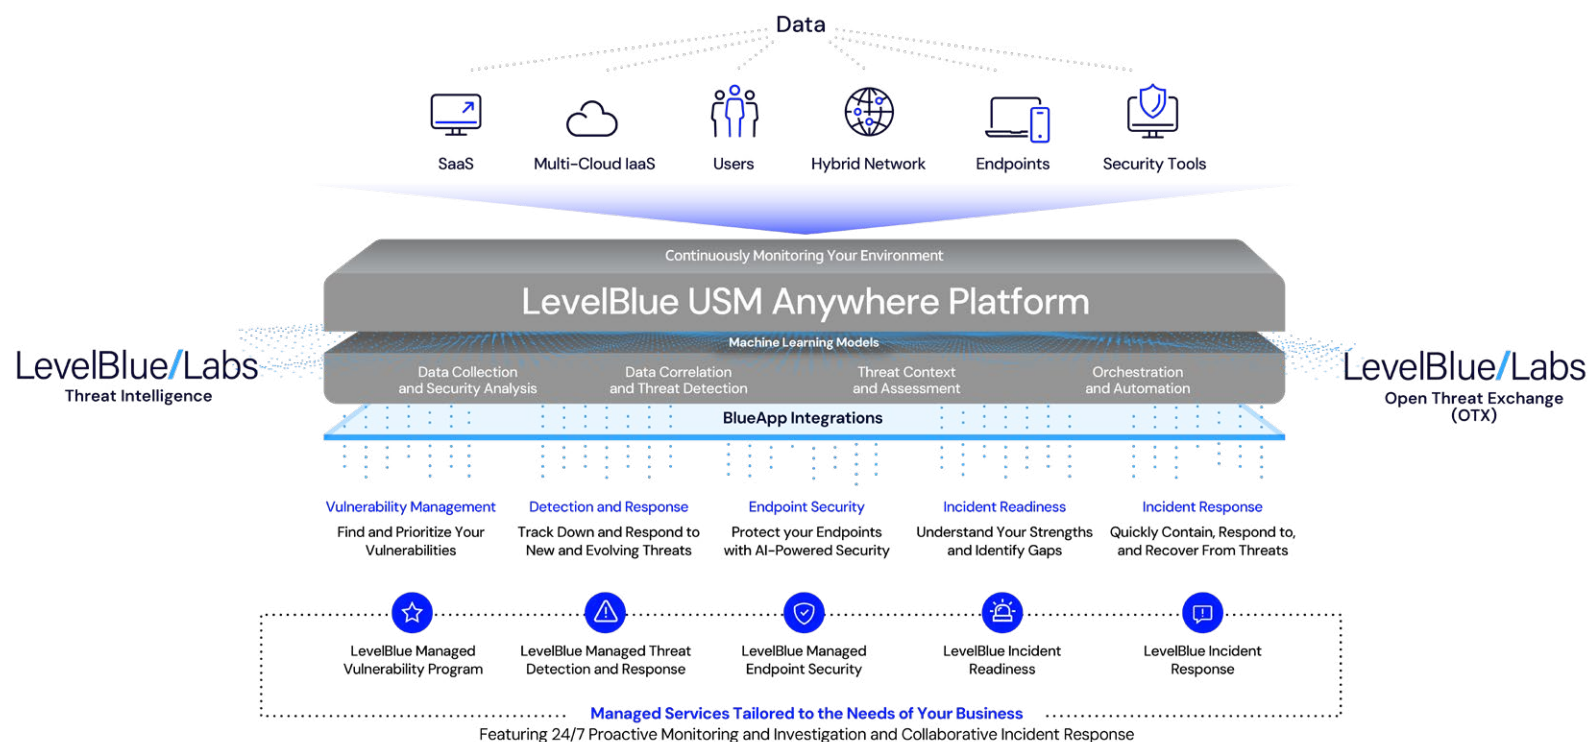 Data
SaaS
Multi-Cloud IaaS
Users
Hybrid Network
Endpoints
Security Tools
Continuously Monitoring Your Environment
LevelBlue USM Anywhere Platform
Machine Learning Models
LevelBlue/Labs
Threat Intelligence
Data Collection
and Security Analysis
Data Correlation
and Threat Detection
Threat Context
and Assessment
Orchestration
and Automation
LevelBlue/Labs
Open Threat Exchange
(OTX)
BlueApp Integrations
Vulnerability Management
Find and Prioritize Your
Vulnerabilities
Detection and Response
Track Down and Respond to
New and Evolving Threats
Endpoint Security
Protect your Endpoints
with AI-Powered Security
Incident Readiness
Understand Your Strengths
and Identify Gaps
Incident Response
Quickly Contain, Respond to,
and Recover From Threats
LevelBlue Managed
Vulnerability Program
LevelBlue Managed Threat
Detection and Response
LevelBlue Managed
Endpoint Security
LevelBlue Incident
Readiness
LevelBlue Incident
Response
Managed Services Tailored to the Needs of Your Business
Featuring 24/7 Proactive Monitoring and Investigation and Collaborative Incident Response